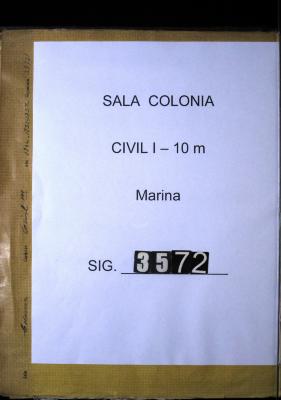 SALA COLONIA
CIVIL I – 10 m
Marina
SIG. 3572